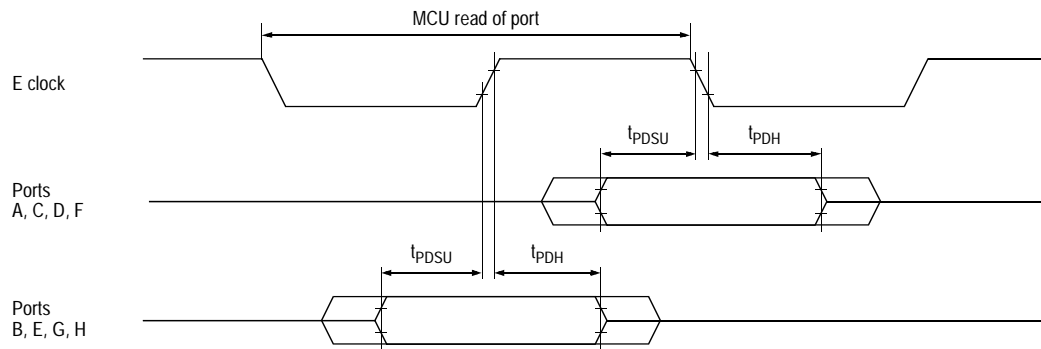 MCU read of port
E clock
tPDSU tPDH
Ports
A, C, D, F
tPDSU tPDH
Ports
B, E, G, H